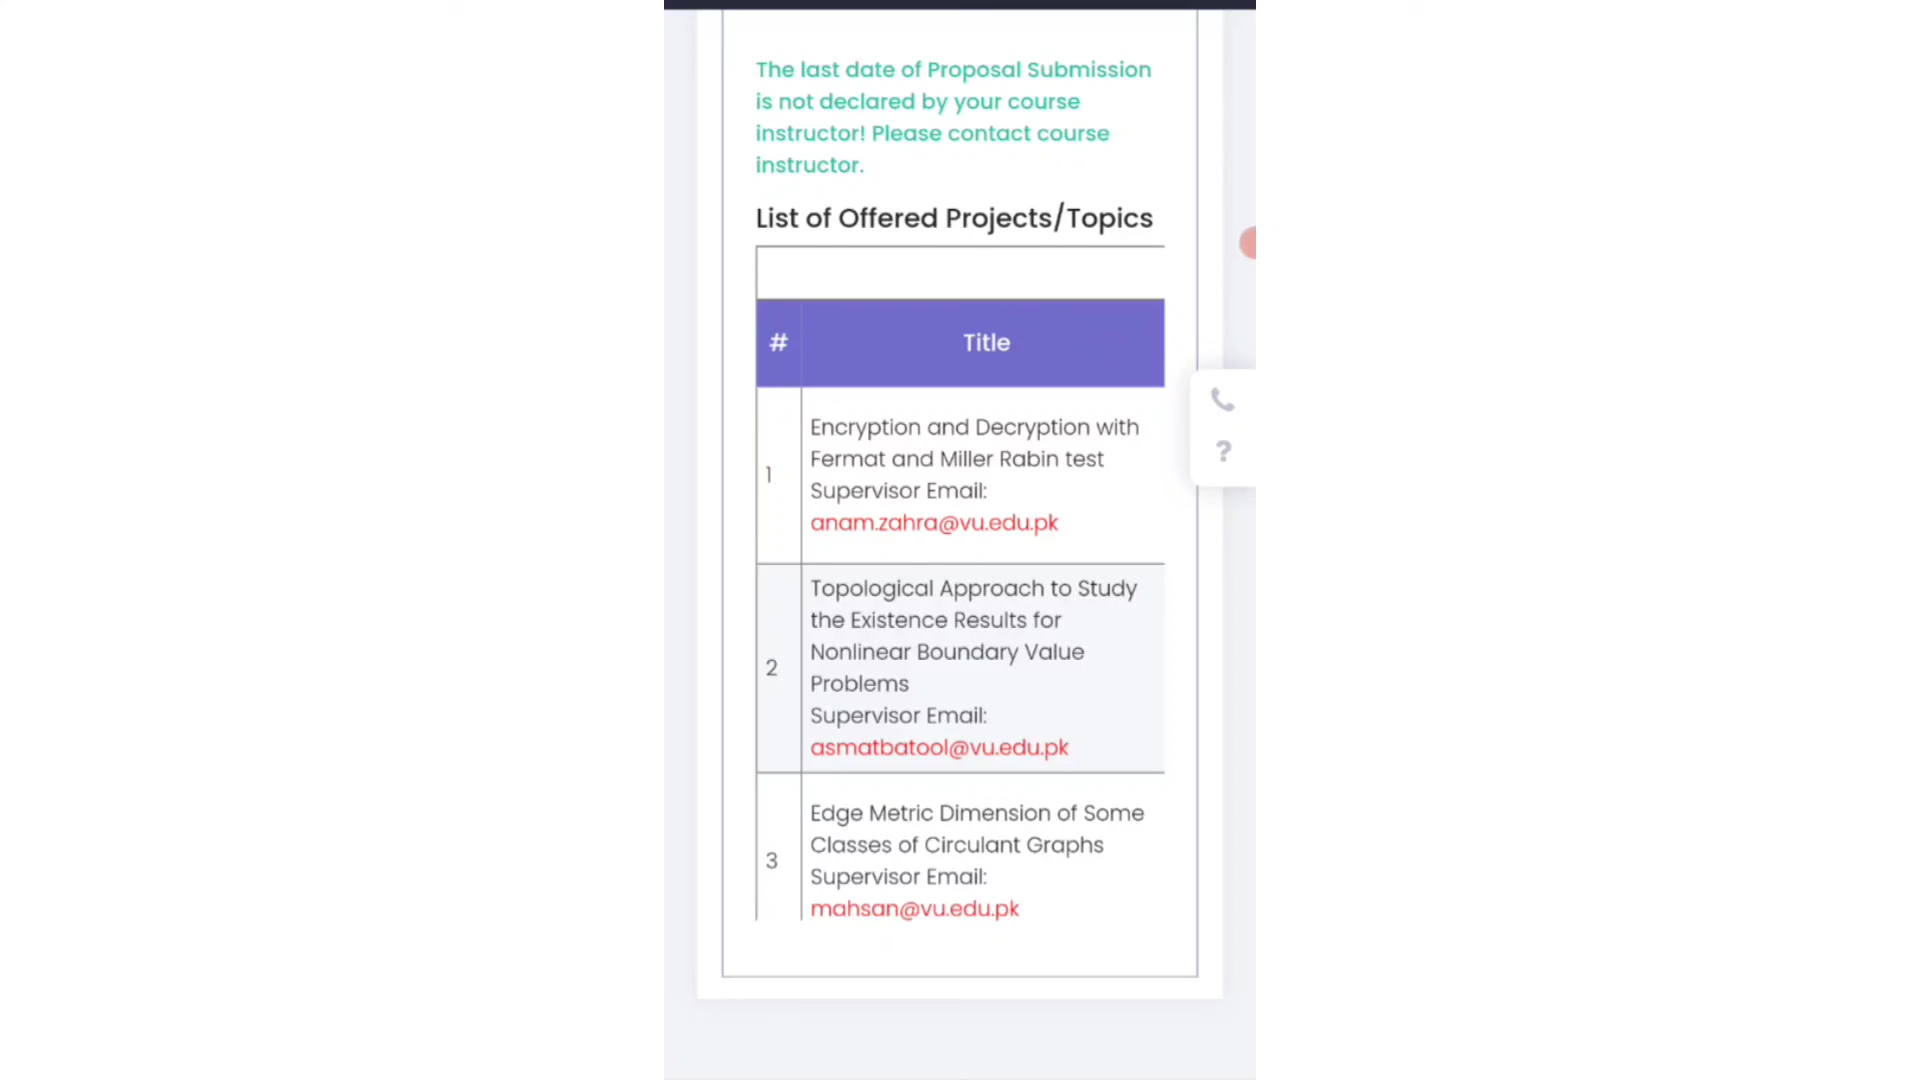 The last date of Proposal Submission
is not declared by your course
instructor! Please contact course
instructor.
List of Offered Projects/Topics
# Title
1
Encryption and Decryption with
Fermat and Miller Rabin test
Supervisor Email:
anam.zahra@vu.edu.pk
2
Topological Approach to Study
the Existence Results for
Nonlinear Boundary Value
Problems
Supervisor Email:
asmatbatool@vu.edu.pk
3
Edge Metric Dimension of Some
Classes of Circulant Graphs
Supervisor Email:
mahsan@vu.edu.pk
?